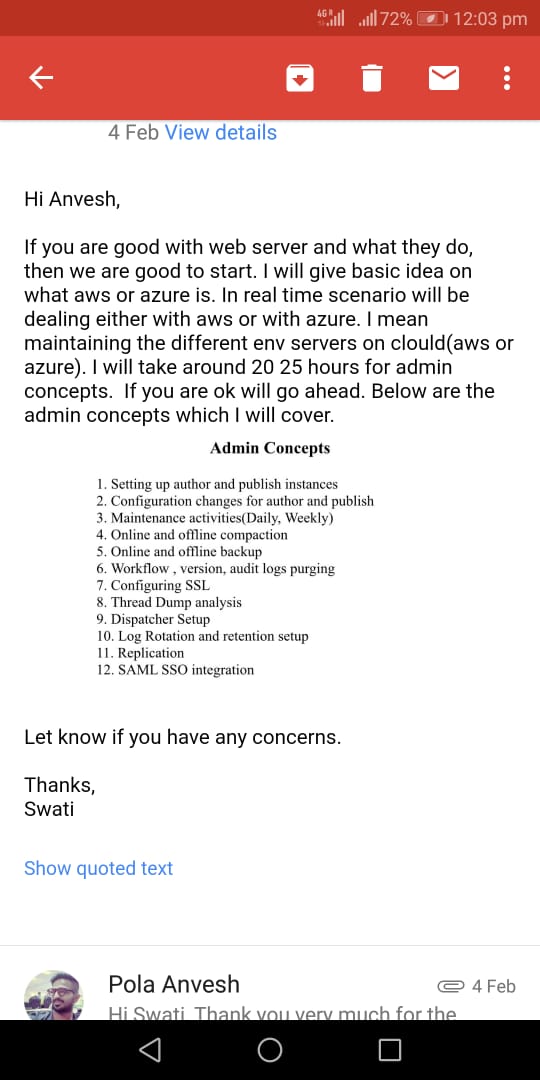 4G R 72% 12:03 pm
4 Feb View details
Hi Anvesh,
If you are good with web server and what they do,
then we are good to start. I will give basic idea on
what aws or azure is. In real time scenario will be
dealing either with aws or with azure. I mean
maintaining the different env servers on clould(aws or
azure). I will take around 20 25 hours for admin
concepts.  If you are ok will go ahead. Below are the
admin concepts which I will cover.
Admin Concepts
1. Setting up author and publish instances
2. Configuration changes for author and publish
3. Maintenance activities(Daily, Weekly)
4. Online and offline compaction
5. Online and offline backup
6. Workflow , version, audit logs purging
7. Configuring SSL
8. Thread Dump analysis
9. Dispatcher Setup
10. Log Rotation and retention setup
11. Replication
12. SAML SSO integration
Let know if you have any concerns.
Thanks,
Swati
Show quoted text
Pola Anvesh 4 Feb
Hi Swati Thank you very much for the